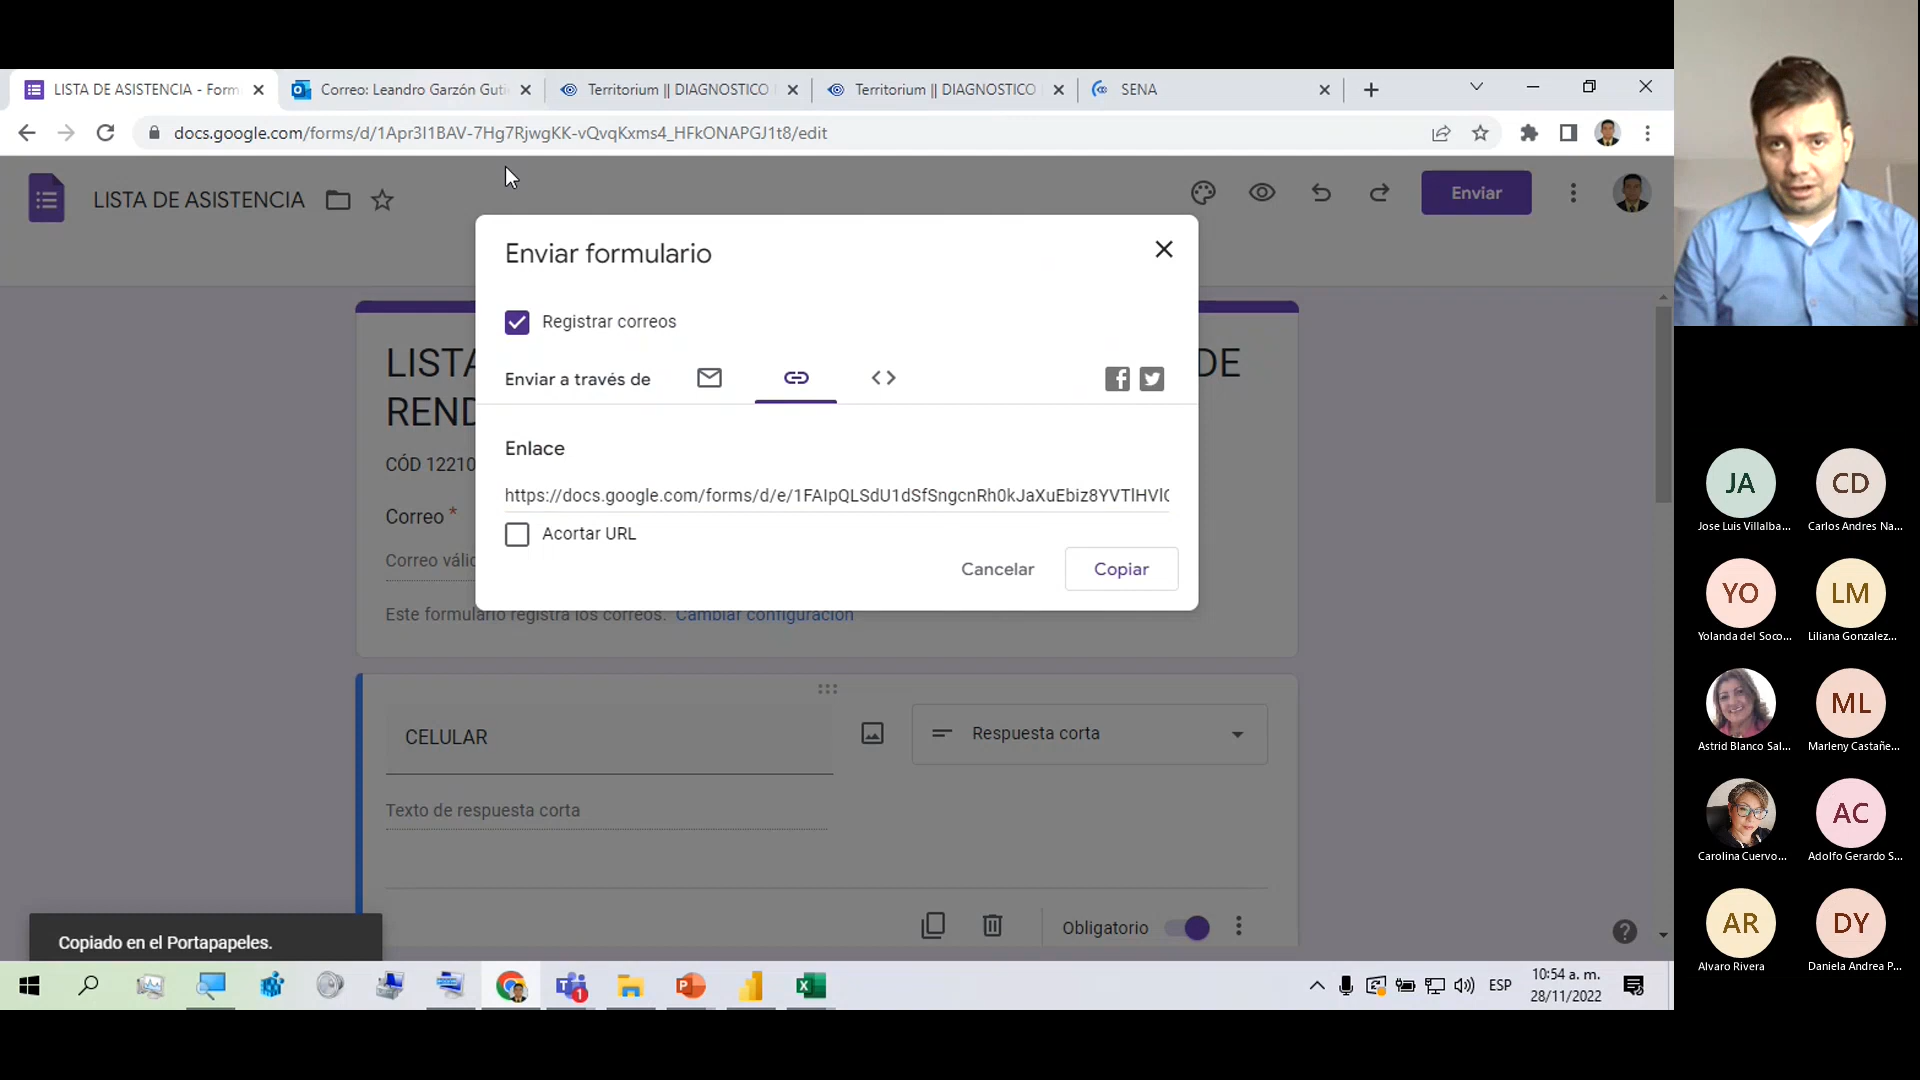 LISTA DE ASISTENCIA - Form
Correo: Leandro Garzón Guti
Territorium || DIAGNOSTICO
Territorium || DIAGNOSTICO
SENA
docs.google.com/forms/d/1Apr3I1BAV-7Hg7RjwgKK-vQvqKxms4_HFkONAPGJ1t8/edit
LISTA DE ASISTENCIA
Enviar
Enviar formulario
Registrar correos
Enviar a través de
Enlace
https://docs.google.com/forms/d/e/1FAIpQLSdU1dSfSngcnRh0kJaXuEbiz8YVTlHVl
Acortar URL
Cancelar
Copiar
LISTA
DE
REND
CÓD 12210
Correo *
Correo válid
Este formulario registra los correos. Cambiar configuración
CELULAR
Respuesta corta
Texto de respuesta corta
Obligatorio
Copiado en el Portapapeles.
1
ESP
10:54 a. m.
28/11/2022
JA
Jose Luis Villalba...
CD
Carlos Andres Na...
YO
Yolanda del Soco...
LM
Liliana Gonzalez...
Astrid Blanco Sal...
ML
Marleny Castañe...
Carolina Cuervo...
AC
Adolfo Gerardo S...
AR
Alvaro Rivera
DY
Daniela Andrea P...